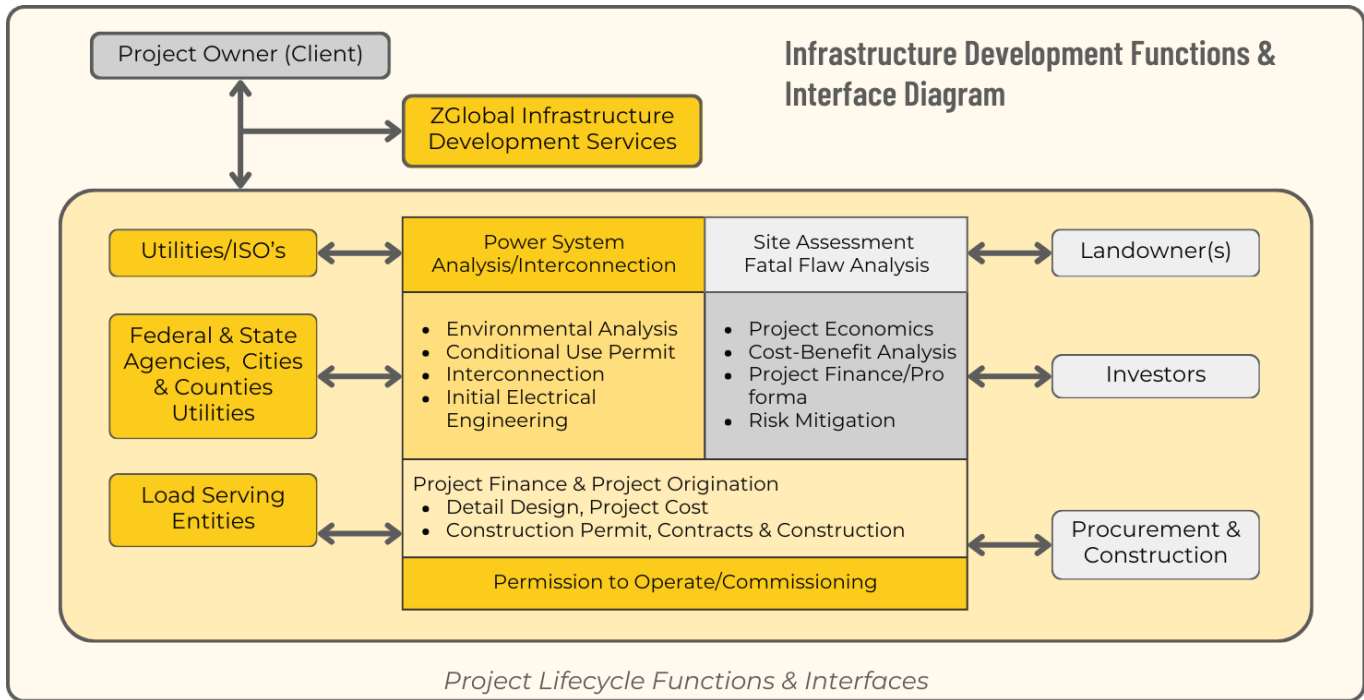 Project Owner (Client)
Infrastructure Development Functions &
Interface Diagram
ZGlobal Infrastructure
Development Services
Utilities/ISO's
Power System
Analysis/Interconnection
Site Assessment
Fatal Flaw Analysis
Landowner(s)
Federal & State
Agencies, Cities
& Counties
Utilities
• Environmental Analysis
• Conditional Use Permit
• Interconnection
• Initial Electrical
Engineering
• Project Economics
• Cost-Benefit Analysis
• Project Finance/Pro
forma
• Risk Mitigation
Investors
Load Serving
Entities
Project Finance & Project Origination
• Detail Design, Project Cost
• Construction Permit, Contracts & Construction
Procurement &
Construction
Permission to Operate/Commissioning
Project Lifecycle Functions & Interfaces